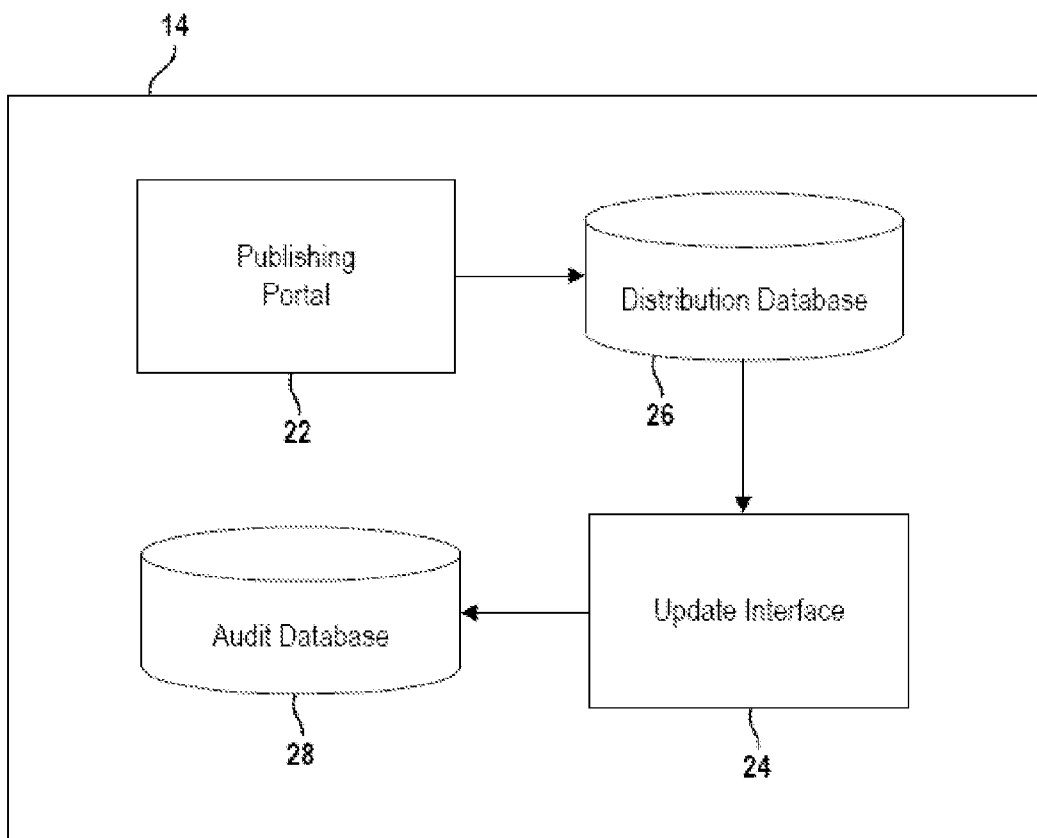 14
Publishing
Portal
22
Distribution Database
26
Audit Database
28
Update Interface
24